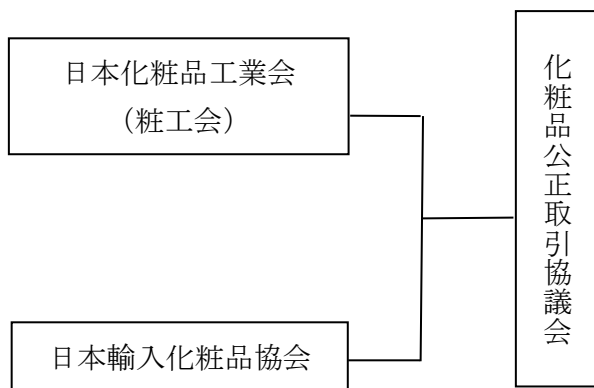 日本化粧品工業会
（粧工会）
日本輸入化粧品協会
化粧品公正取引協議会